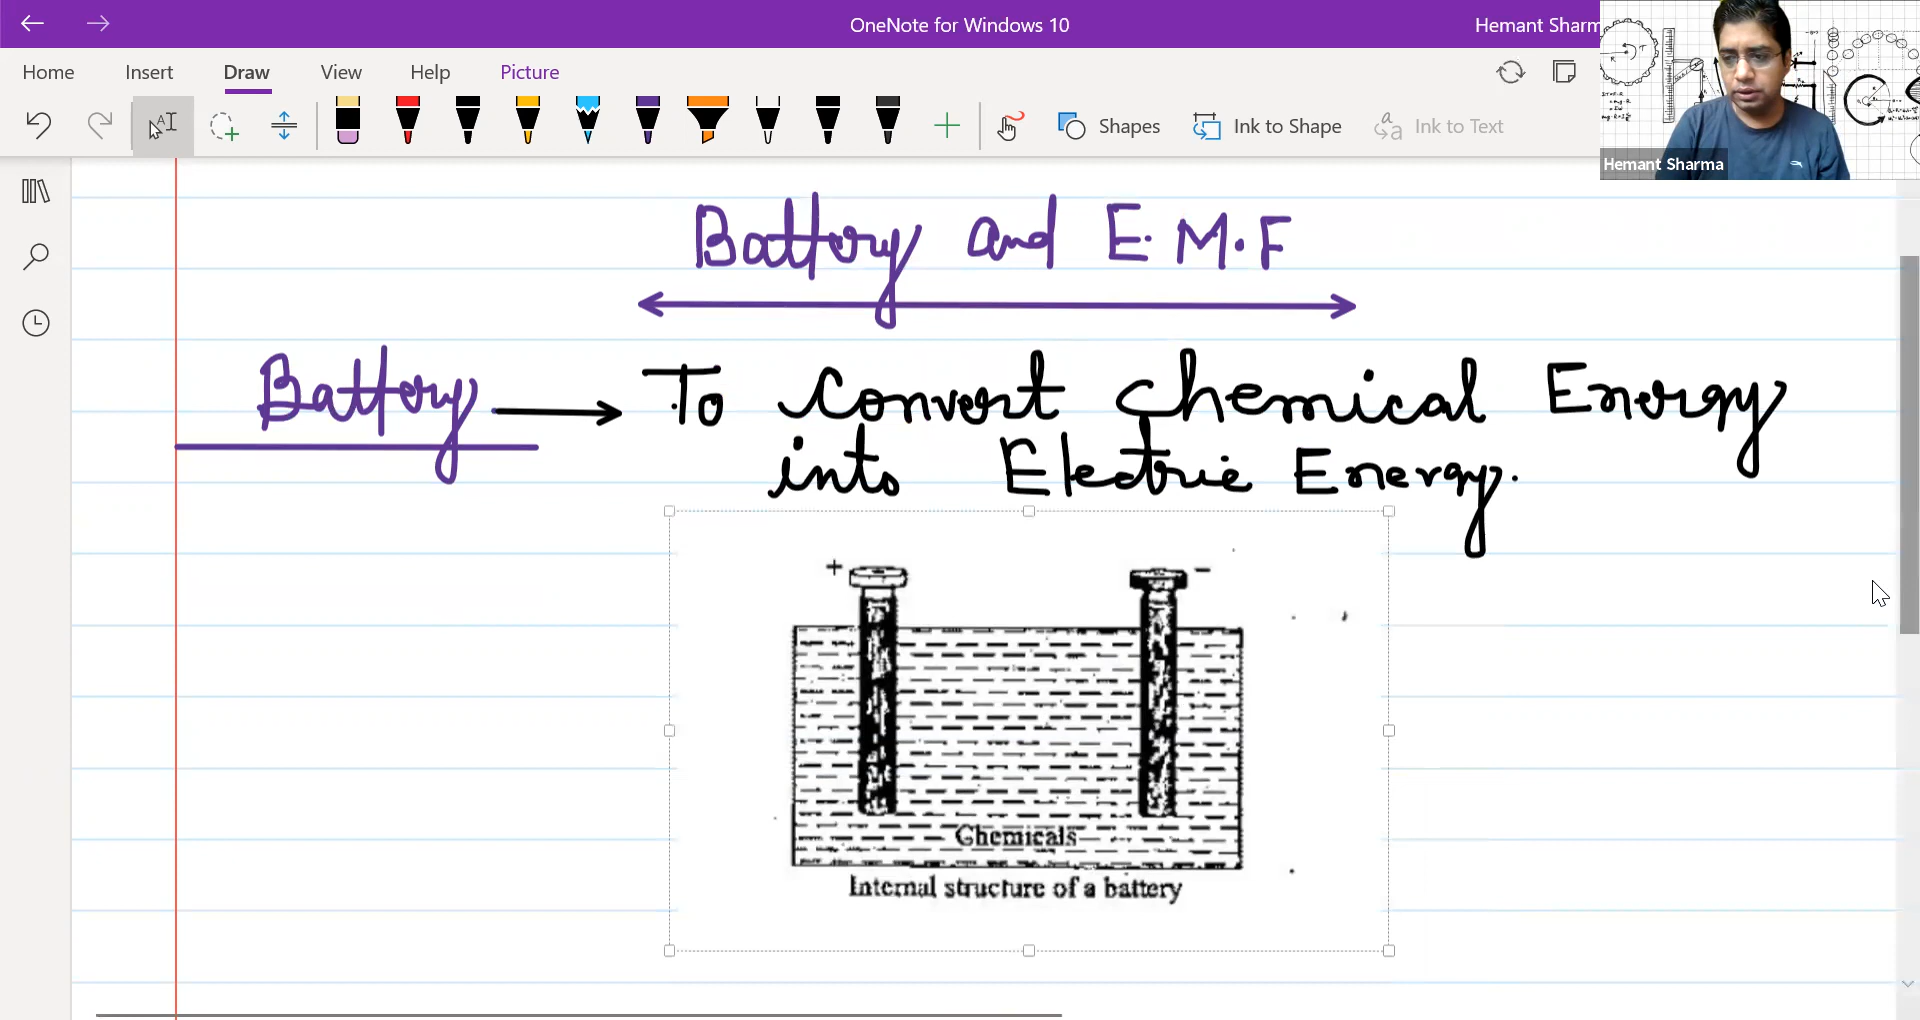 OneNote for Windows 10
Hemant Sharm
Home Insert Draw View Help Picture
Shapes Ink to Shape Ink to Text
Hemant Sharma
Battery and E.M.F
Battery → To Convert Chemical Energy
into Electric Energy.
+ −
Chemicals
Internal structure of a battery